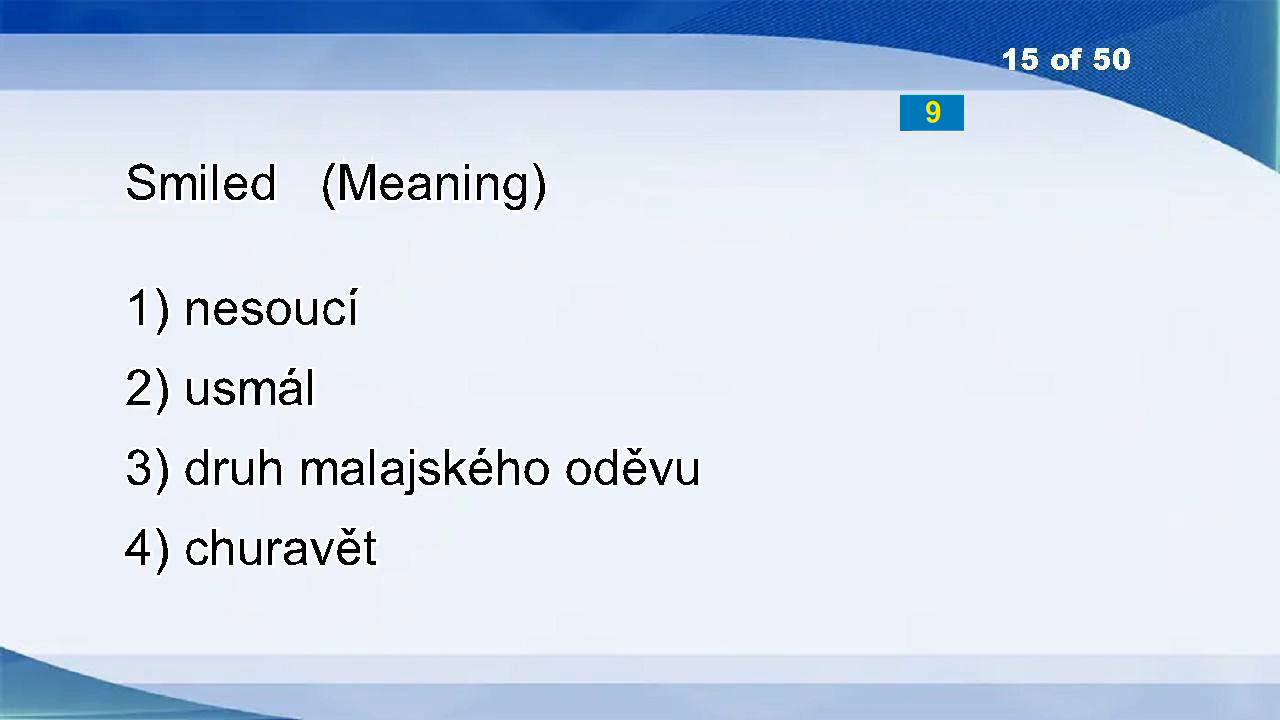 15 of 50
9
Smiled (Meaning)
1) nesoucí
2) usmál
3) druh malajského oděvu
4) churavět